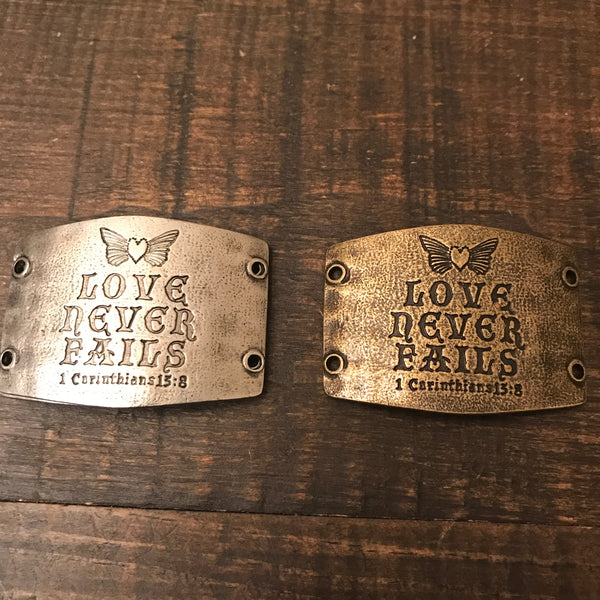 LOVE
NEVER
FAILS
1 Corinthians 13:8
LOVE
NEVER
FAILS
1 Corinthians 13:8